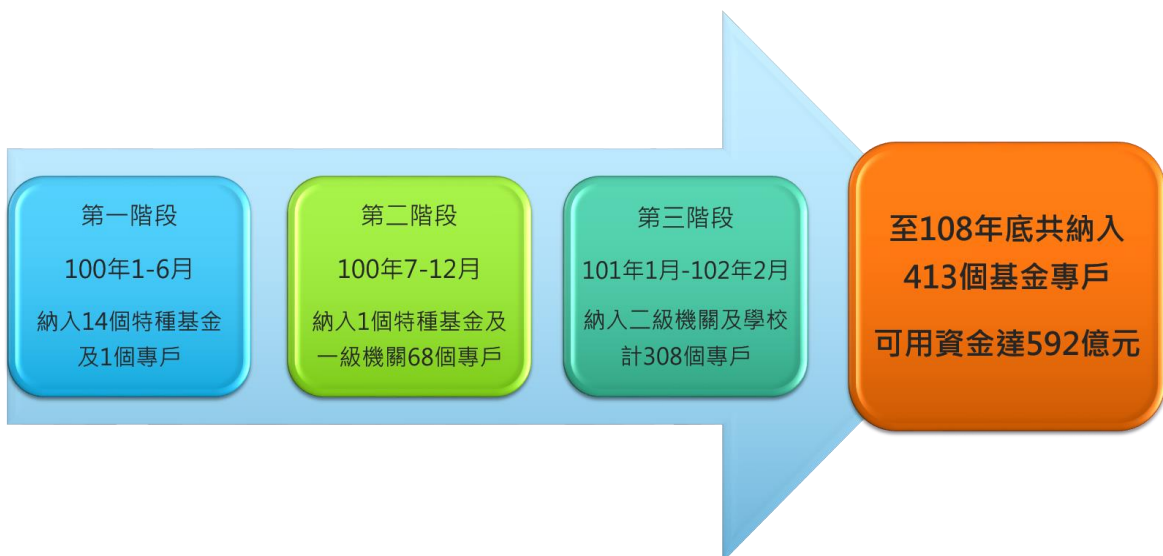 第一階段
100年1-6月
納入14個特種基金
及1個專戶
第二階段
100年7-12月
納入1個特種基金及
一級機關68個專戶
第三階段
101年1月-102年2月
納入二級機關及學校
計308個專戶
至108年底共納入
413個基金專戶
可用資金達592億元